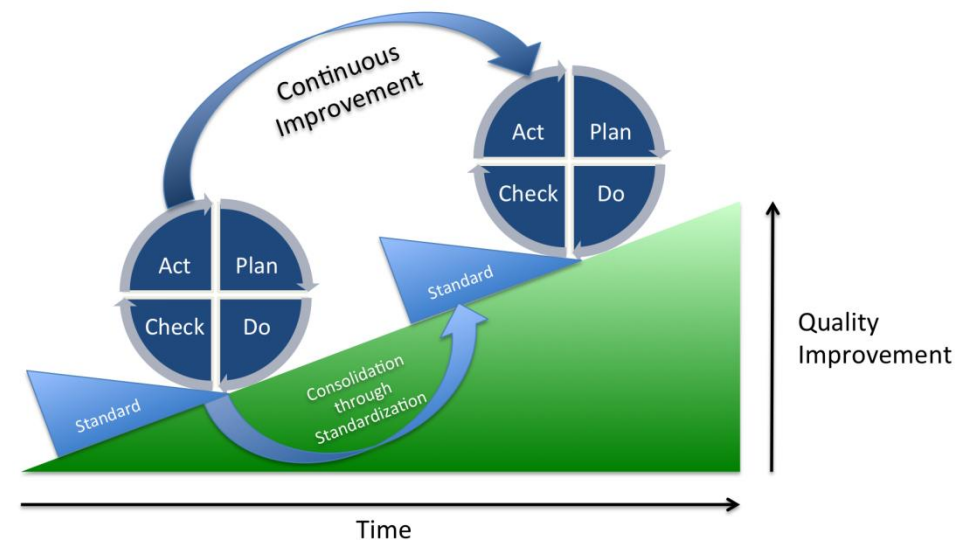 Continuous
Improvement
Act
Plan
Check
Do
Act
Plan
Check
Do
Standard
Standard
Consolidation
through
Standardization
Quality
Improvement
Time